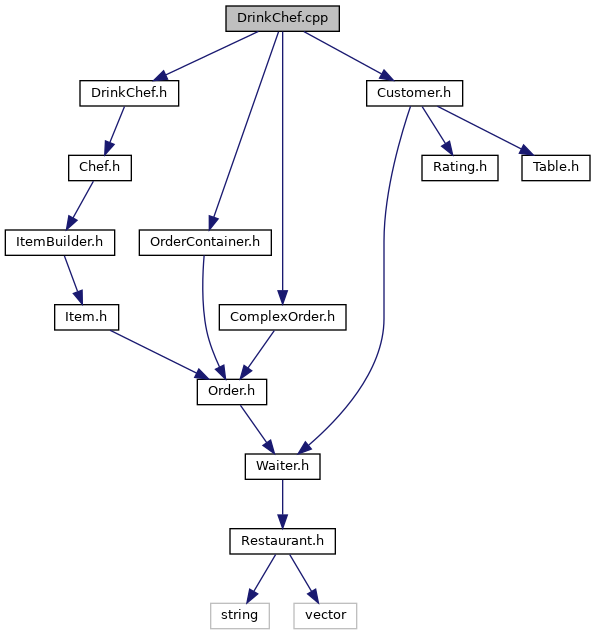 DrinkChef.cpp
DrinkChef.h
Customer.h
Chef.h
Rating.h
Table.h
ItemBuilder.h
OrderContainer.h
Item.h
ComplexOrder.h
Order.h
Waiter.h
Restaurant.h
string
vector